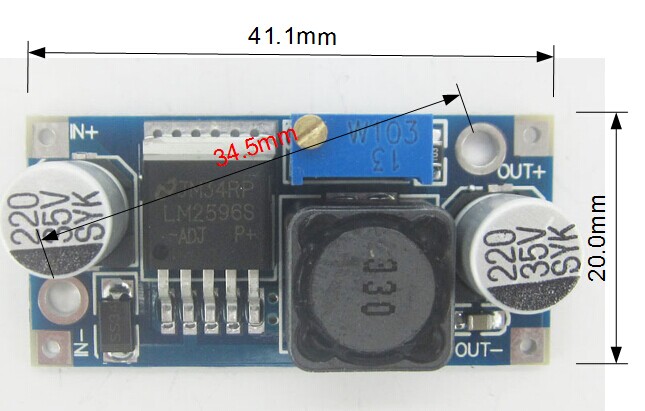 41.1mm
34.5mm
20.0mm
IN+
W103
13
OUT+
220
35V
SYK
7M34RP
LM2596S
-ADJ P+
330
220
35V
SYK
IN-
OUT-